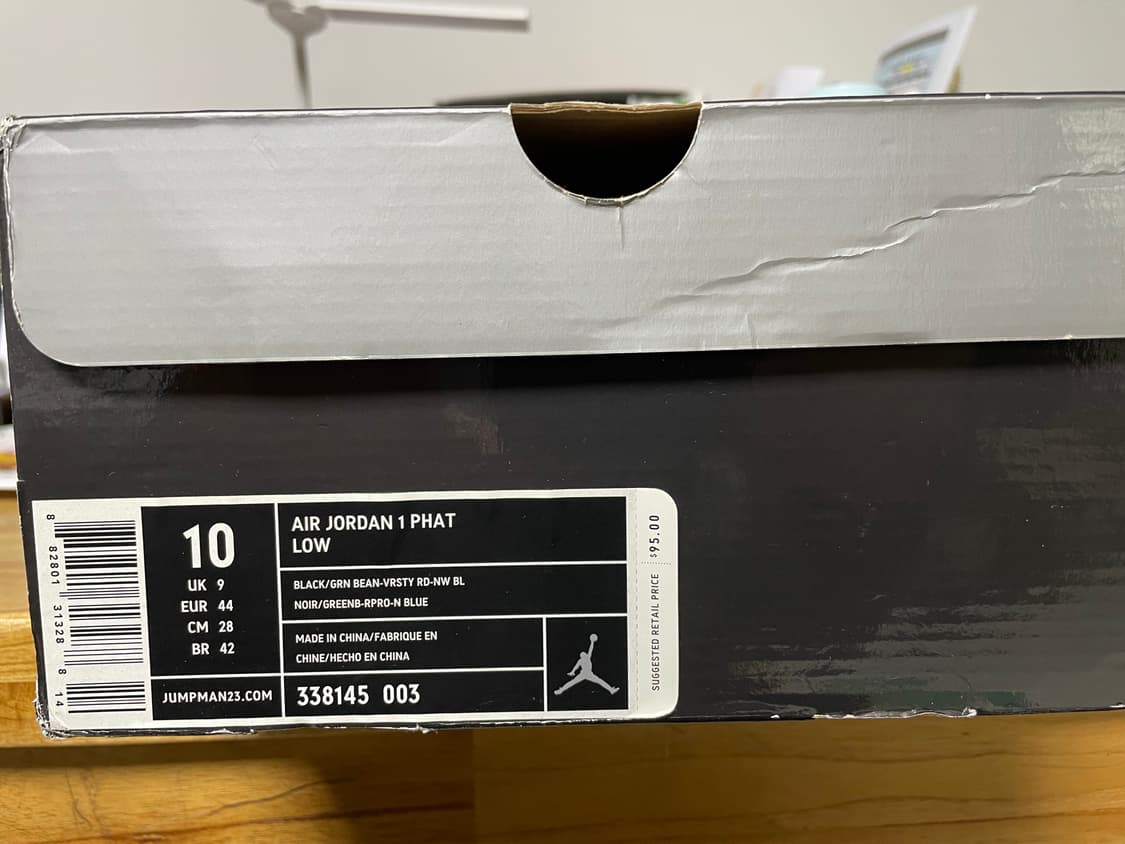 8 82801 31328 8 14
10
UK 9
EUR 44
CM 28
BR 42
JUMPMAN23.COM
AIR JORDAN 1 PHAT
LOW
BLACK/GRN BEAN-VRSTY RD-NW BL
NOIR/GREENB-RPRO-N BLUE
MADE IN CHINA/FABRIQUE EN
CHINE/HECHO EN CHINA
338145 003
SUGGESTED RETAIL PRICE $95.00